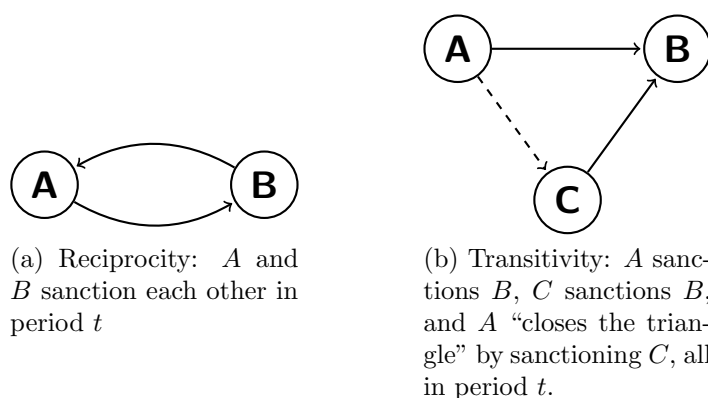 A
B
A
B
C
(a) Reciprocity: A and
B sanction each other in
period t
(b) Transitivity: A sanc-
tions B, C sanctions B,
and A “closes the trian-
gle” by sanctioning C, all
in period t.